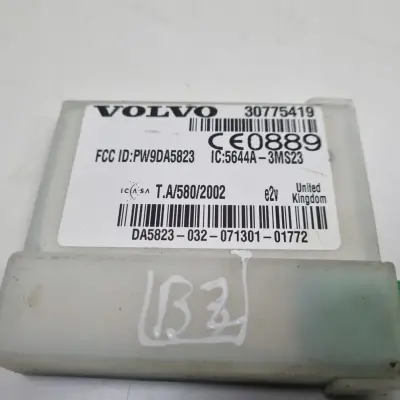 VOLVO 30775419
CE0889
FCC ID:PW9DA5823 IC:5644A-3MS23
ICASA T.A/580/2002 e2v United Kingdom
DA5823-032-071301-01772
B2